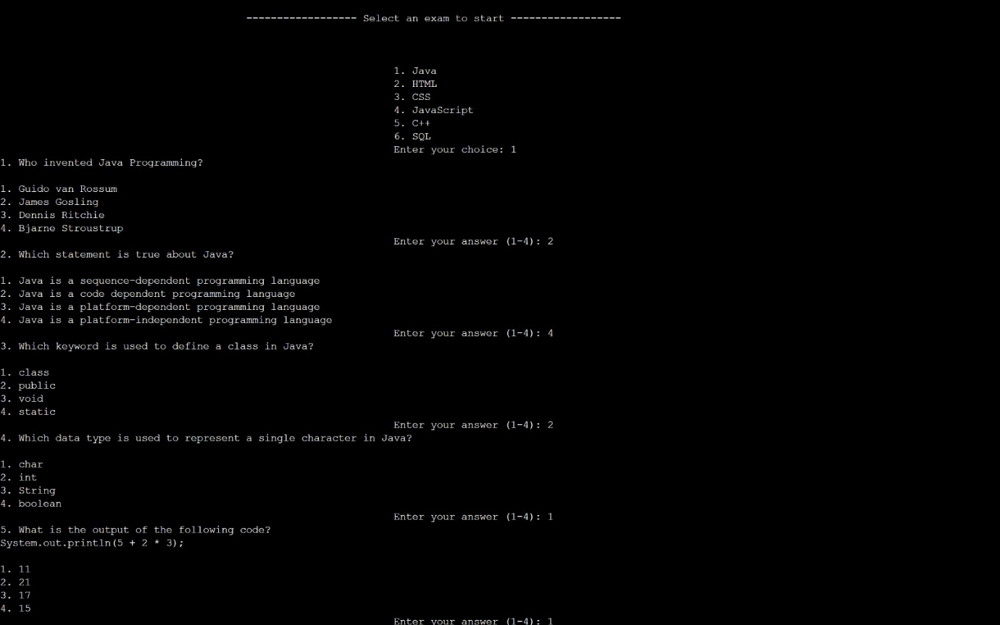 ------------------ Select an exam to start ------------------
1. Java
2. HTML
3. CSS
4. JavaScript
5. C++
6. SQL
Enter your choice: 1
1. Who invented Java Programming?
1. Guido van Rossum
2. James Gosling
3. Dennis Ritchie
4. Bjarne Stroustrup
Enter your answer (1-4): 2
2. Which statement is true about Java?
1. Java is a sequence-dependent programming language
2. Java is a code dependent programming language
3. Java is a platform-dependent programming language
4. Java is a platform-independent programming language
Enter your answer (1-4): 4
3. Which keyword is used to define a class in Java?
1. class
2. public
3. void
4. static
Enter your answer (1-4): 2
4. Which data type is used to represent a single character in Java?
1. char
2. int
3. String
4. boolean
Enter your answer (1-4): 1
5. What is the output of the following code?
System.out.println(5 + 2 * 3);
1. 11
2. 21
3. 17
4. 15
Enter your answer (1-4): 1